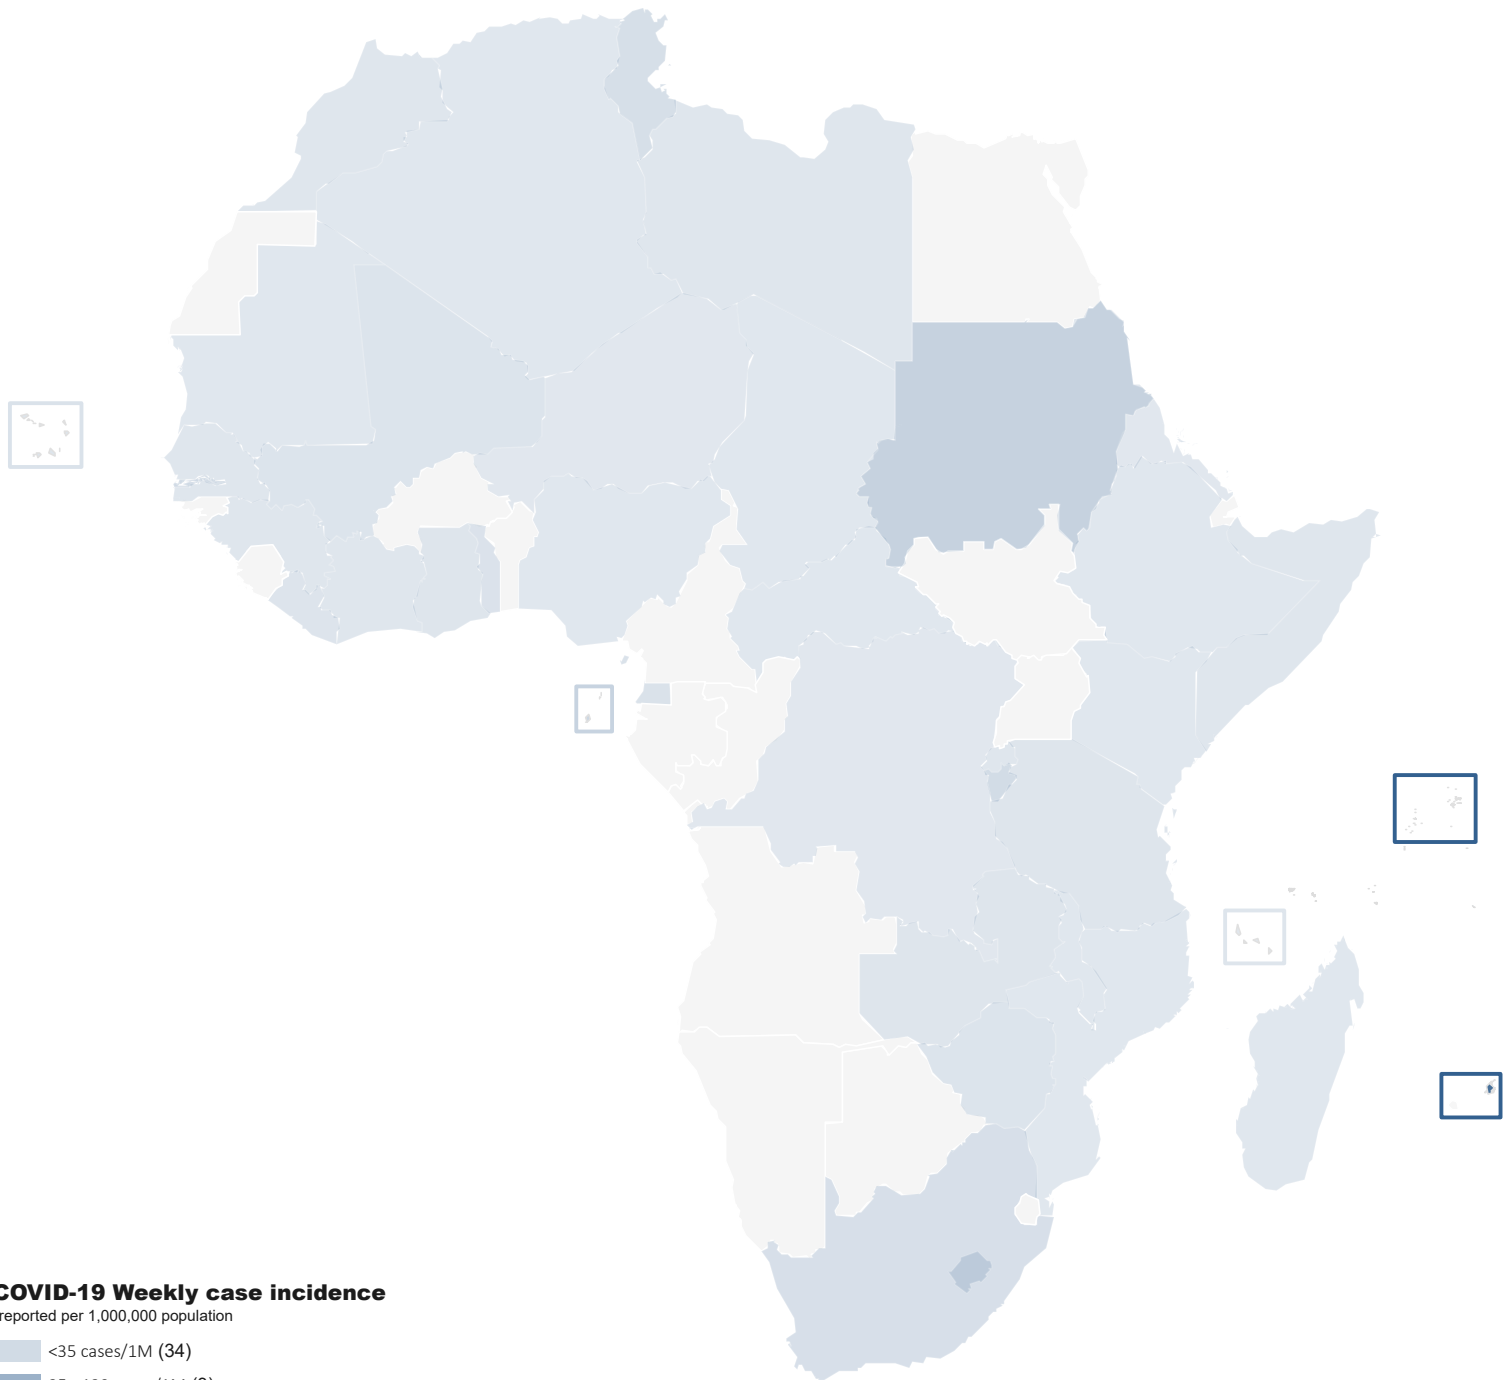 COVID-19 Weekly case incidence
reported per 1,000,000 population
<35 cases/1M (34)